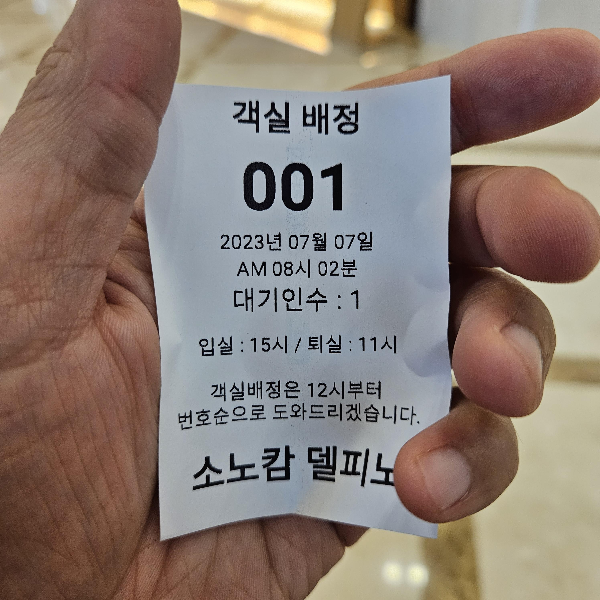 객실 배정
001
2023년 07월 07일
AM 08시 02분
대기인수 : 1
입실 : 15시 / 퇴실 : 11시
객실배정은 12시부터
번호순으로 도와드리겠습니다.
소노캄 델피노